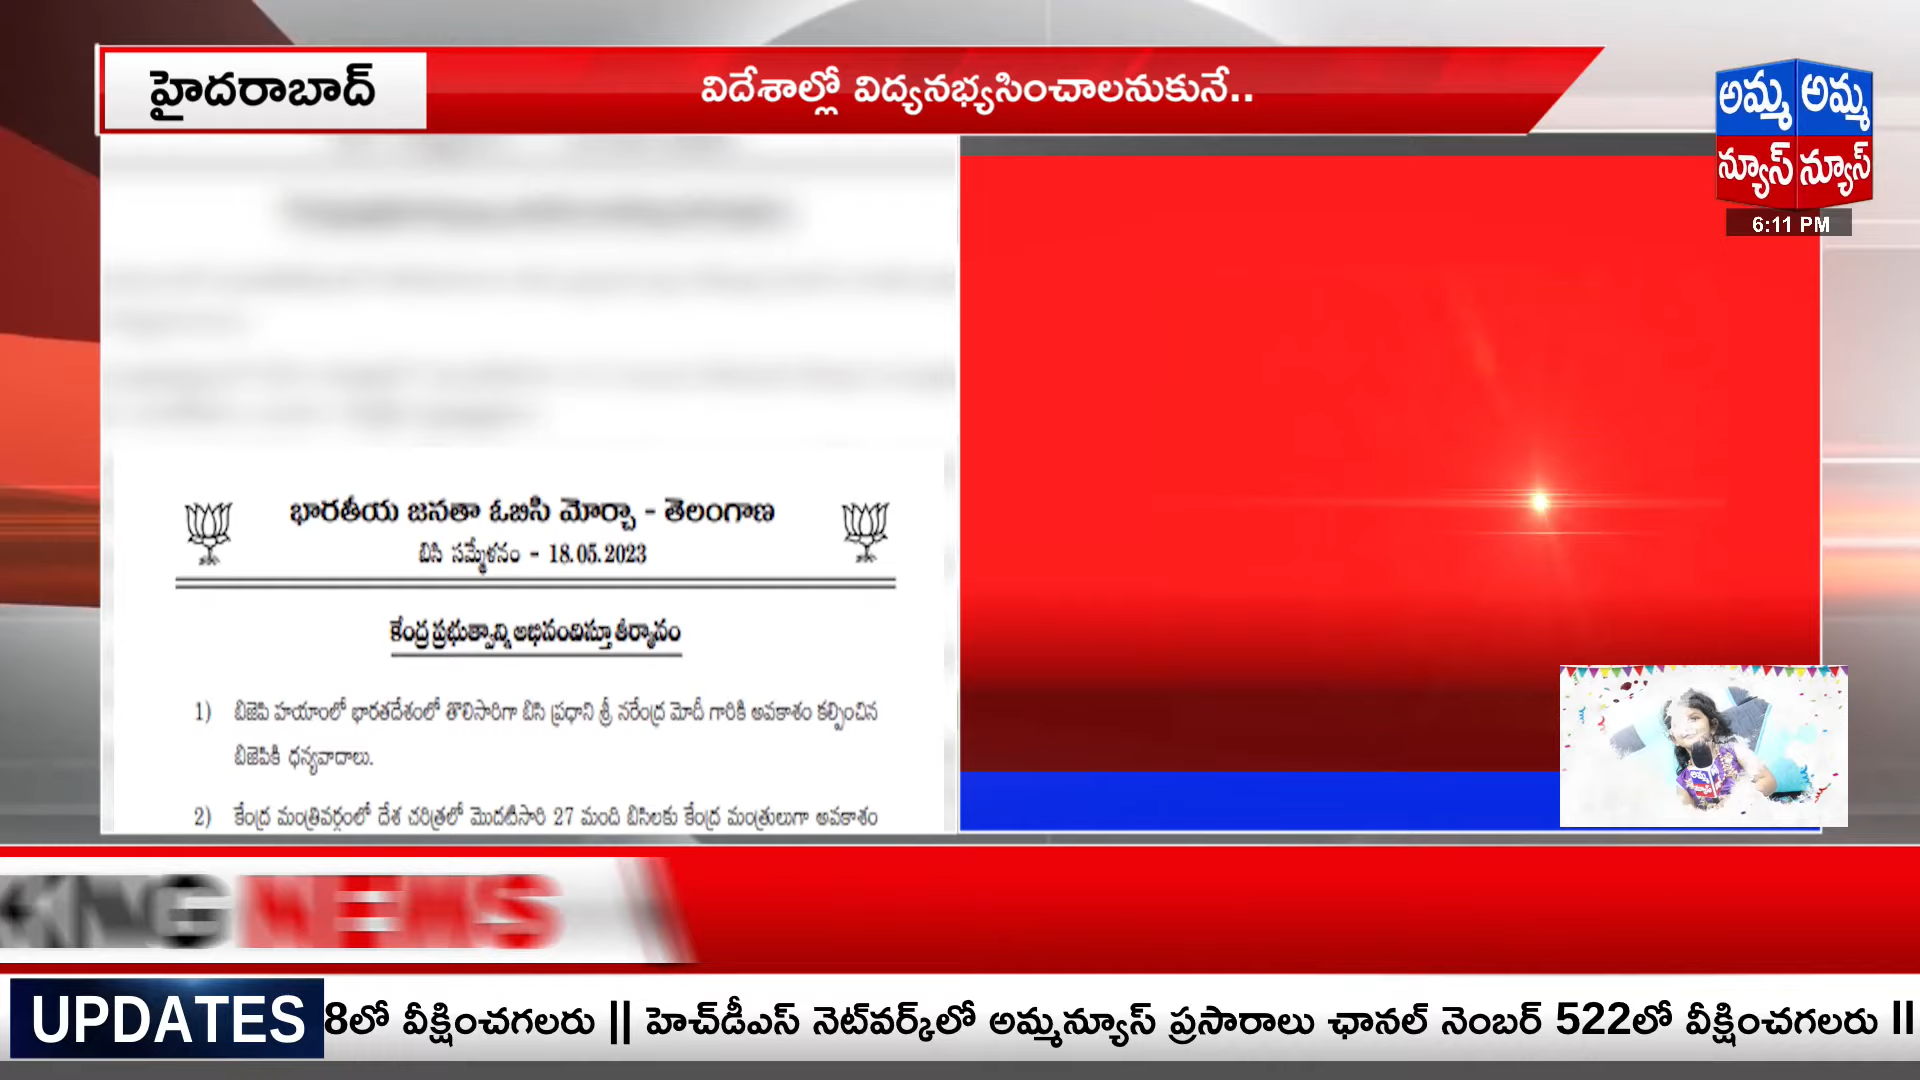 హైదరాబాద్
విదేశాల్లో విద్యనభ్యసించాలనుకునే..
అమ్మ అమ్మ
న్యూస్ న్యూస్
6:11 PM
భారతీయ జనతా ఓబిసి మోర్చా - తెలంగాణ
బిసి సమ్మేళనం - 18.05.2023
కేంద్ర ప్రభుత్వాన్ని అభినందిస్తూ తీర్మానం
1) బిజెపి హయాంలో భారతదేశంలో తొలిసారిగా బిసి ప్రధాని శ్రీ నరేంద్ర మోదీ గారికి అవకాశం కల్పించిన
బిజెపికి ధన్యవాదాలు.
2) కేంద్ర మంత్రివర్గంలో దేశ చరిత్రలో మొదటిసారి 27 మంది బిసిలకు కేంద్ర మంత్రులుగా అవకాశం
KING NEWS
UPDATES 8లో వీక్షించగలరు || హెచ్‌డీఎస్ నెట్‌వర్క్‌లో అమ్మన్యూస్ ప్రసారాలు ఛానల్ నెంబర్ 522లో వీక్షించగలరు ||